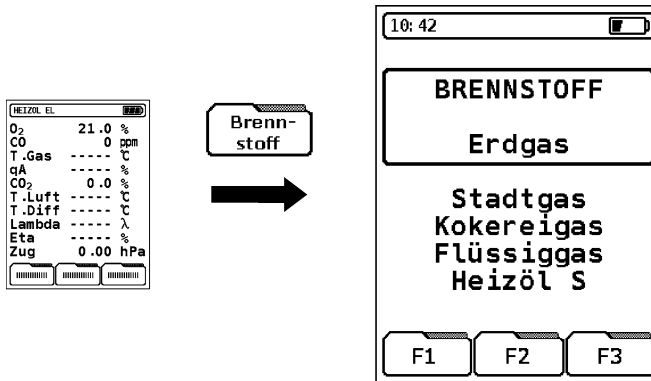 HEIZOL EL
O₂ 21.0 %
CO 0 ppm
T.Gas ----- ℃
qA ----- %
CO₂ 0.0 %
T.Luft ----- ℃
T.Diff ----- ℃
Lambda ----- λ
Eta ----- %
Zug 0.00 hPa
Brenn-
stoff
10:42
BRENNSTOFF
Erdgas
Stadtgas
Kokereigas
Flüssiggas
Heizöl S
F1 F2 F3